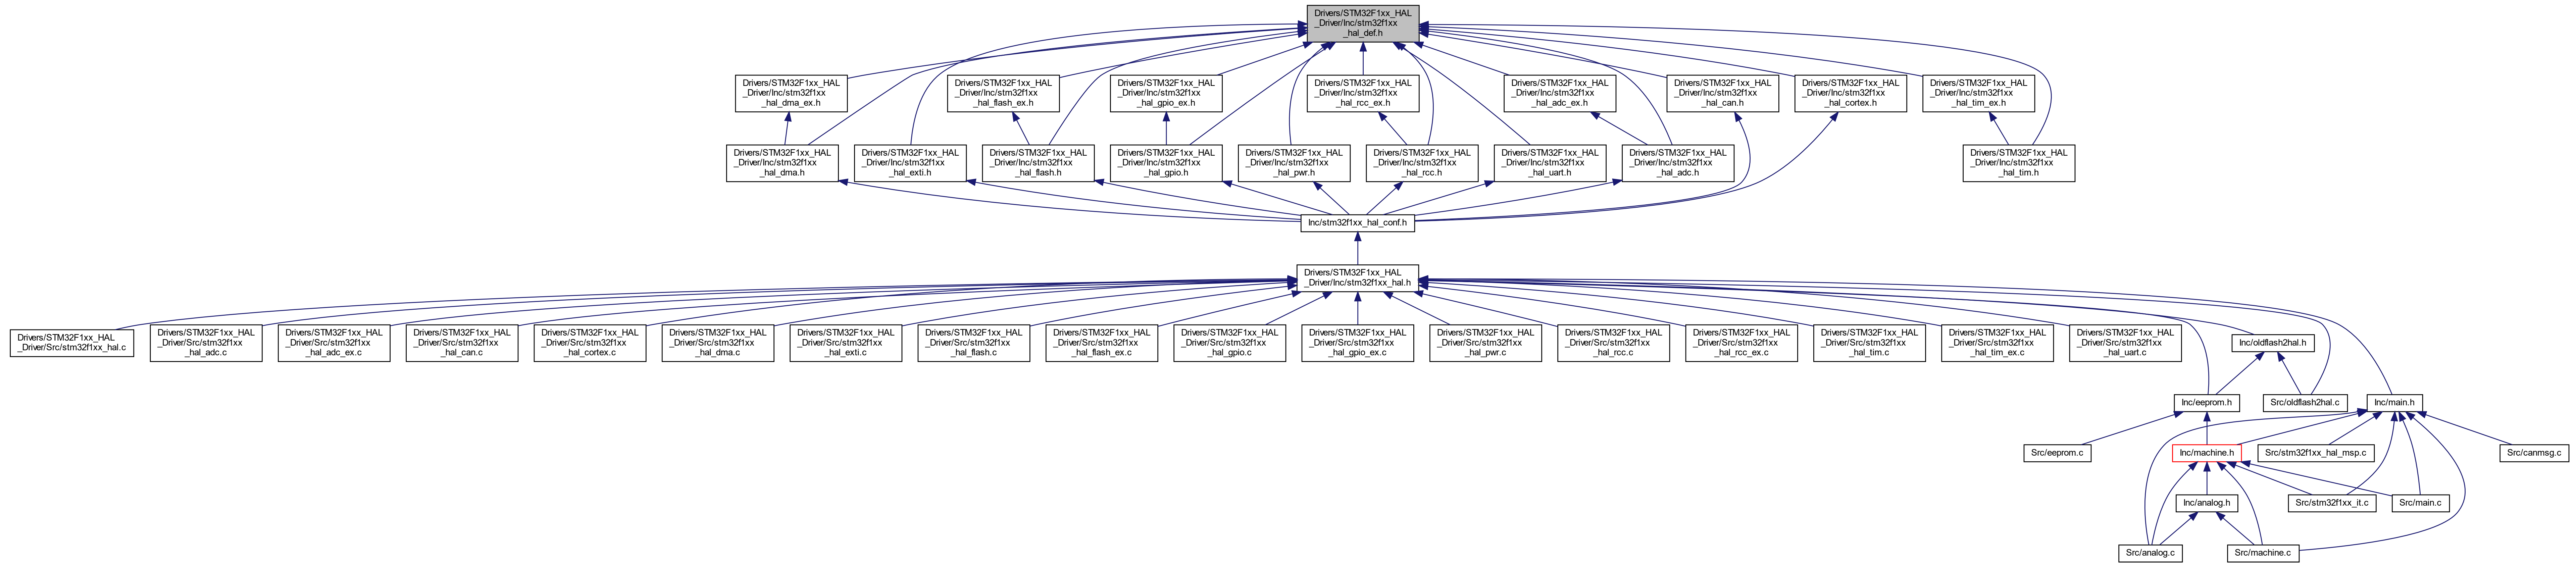 Drivers/STM32F1xx_HAL
_Driver/Inc/stm32f1xx
_hal_def.h
Drivers/STM32F1xx_HAL
_Driver/Inc/stm32f1xx
_hal_dma_ex.h
Drivers/STM32F1xx_HAL
_Driver/Inc/stm32f1xx
_hal_flash_ex.h
Drivers/STM32F1xx_HAL
_Driver/Inc/stm32f1xx
_hal_gpio_ex.h
Drivers/STM32F1xx_HAL
_Driver/Inc/stm32f1xx
_hal_rcc_ex.h
Drivers/STM32F1xx_HAL
_Driver/Inc/stm32f1xx
_hal_adc_ex.h
Drivers/STM32F1xx_HAL
_Driver/Inc/stm32f1xx
_hal_can.h
Drivers/STM32F1xx_HAL
_Driver/Inc/stm32f1xx
_hal_cortex.h
Drivers/STM32F1xx_HAL
_Driver/Inc/stm32f1xx
_hal_tim_ex.h
Drivers/STM32F1xx_HAL
_Driver/Inc/stm32f1xx
_hal_dma.h
Drivers/STM32F1xx_HAL
_Driver/Inc/stm32f1xx
_hal_exti.h
Drivers/STM32F1xx_HAL
_Driver/Inc/stm32f1xx
_hal_flash.h
Drivers/STM32F1xx_HAL
_Driver/Inc/stm32f1xx
_hal_gpio.h
Drivers/STM32F1xx_HAL
_Driver/Inc/stm32f1xx
_hal_pwr.h
Drivers/STM32F1xx_HAL
_Driver/Inc/stm32f1xx
_hal_rcc.h
Drivers/STM32F1xx_HAL
_Driver/Inc/stm32f1xx
_hal_uart.h
Drivers/STM32F1xx_HAL
_Driver/Inc/stm32f1xx
_hal_adc.h
Drivers/STM32F1xx_HAL
_Driver/Inc/stm32f1xx
_hal_tim.h
Inc/stm32f1xx_hal_conf.h
Drivers/STM32F1xx_HAL
_Driver/Inc/stm32f1xx_hal.h
Drivers/STM32F1xx_HAL
_Driver/Src/stm32f1xx_hal.c
Drivers/STM32F1xx_HAL
_Driver/Src/stm32f1xx
_hal_adc.c
Drivers/STM32F1xx_HAL
_Driver/Src/stm32f1xx
_hal_adc_ex.c
Drivers/STM32F1xx_HAL
_Driver/Src/stm32f1xx
_hal_can.c
Drivers/STM32F1xx_HAL
_Driver/Src/stm32f1xx
_hal_cortex.c
Drivers/STM32F1xx_HAL
_Driver/Src/stm32f1xx
_hal_dma.c
Drivers/STM32F1xx_HAL
_Driver/Src/stm32f1xx
_hal_exti.c
Drivers/STM32F1xx_HAL
_Driver/Src/stm32f1xx
_hal_flash.c
Drivers/STM32F1xx_HAL
_Driver/Src/stm32f1xx
_hal_flash_ex.c
Drivers/STM32F1xx_HAL
_Driver/Src/stm32f1xx
_hal_gpio.c
Drivers/STM32F1xx_HAL
_Driver/Src/stm32f1xx
_hal_gpio_ex.c
Drivers/STM32F1xx_HAL
_Driver/Src/stm32f1xx
_hal_pwr.c
Drivers/STM32F1xx_HAL
_Driver/Src/stm32f1xx
_hal_rcc.c
Drivers/STM32F1xx_HAL
_Driver/Src/stm32f1xx
_hal_rcc_ex.c
Drivers/STM32F1xx_HAL
_Driver/Src/stm32f1xx
_hal_tim.c
Drivers/STM32F1xx_HAL
_Driver/Src/stm32f1xx
_hal_tim_ex.c
Drivers/STM32F1xx_HAL
_Driver/Src/stm32f1xx
_hal_uart.c
Inc/oldflash2hal.h
Inc/eeprom.h
Src/oldflash2hal.c
Inc/main.h
Src/eeprom.c
Inc/machine.h
Src/stm32f1xx_hal_msp.c
Src/canmsg.c
Inc/analog.h
Src/stm32f1xx_it.c
Src/main.c
Src/analog.c
Src/machine.c